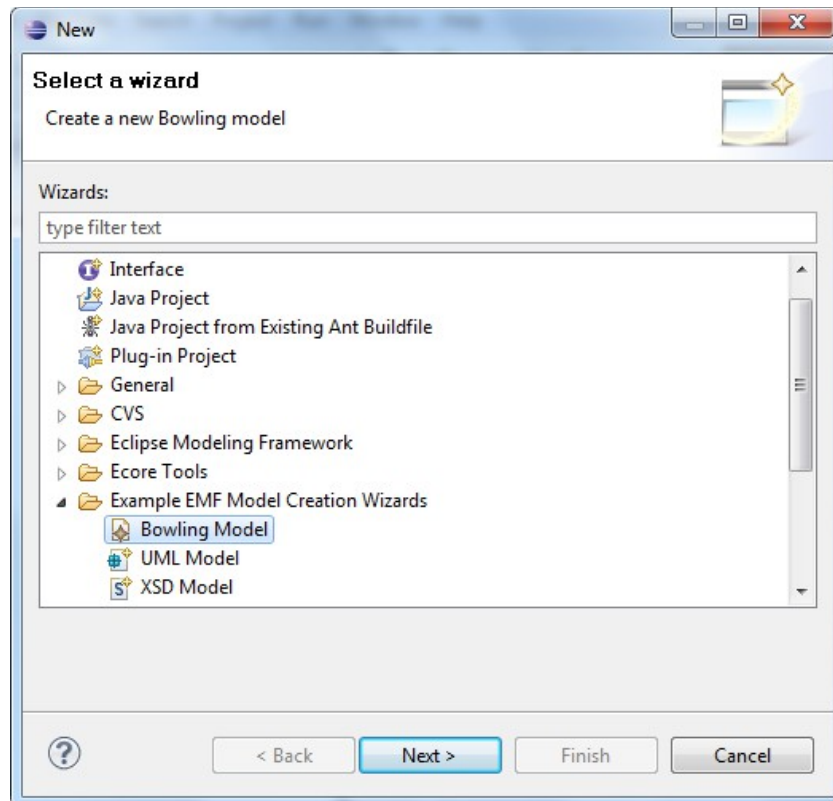 New
Select a wizard
Create a new Bowling model
Wizards:
type filter text
Interface
Java Project
Java Project from Existing Ant Buildfile
Plug-in Project
General
CVS
Eclipse Modeling Framework
Ecore Tools
Example EMF Model Creation Wizards
Bowling Model
UML Model
XSD Model
< Back Next > Finish Cancel